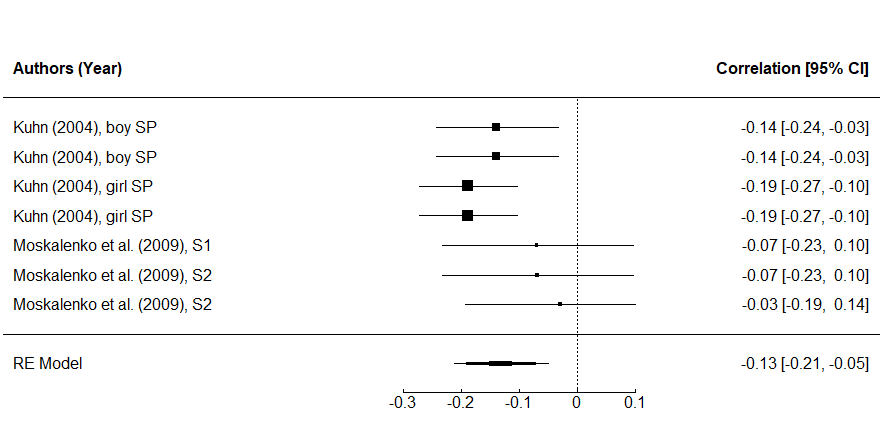 Authors (Year) Correlation [95% CI]
Kuhn (2004), boy SP -0.14 [-0.24, -0.03]
Kuhn (2004), boy SP -0.14 [-0.24, -0.03]
Kuhn (2004), girl SP -0.19 [-0.27, -0.10]
Kuhn (2004), girl SP -0.19 [-0.27, -0.10]
Moskalenko et al. (2009), S1 -0.07 [-0.23, 0.10]
Moskalenko et al. (2009), S2 -0.07 [-0.23, 0.10]
Moskalenko et al. (2009), S2 -0.03 [-0.19, 0.14]
RE Model -0.13 [-0.21, -0.05]
-0.3 -0.2 -0.1 0 0.1